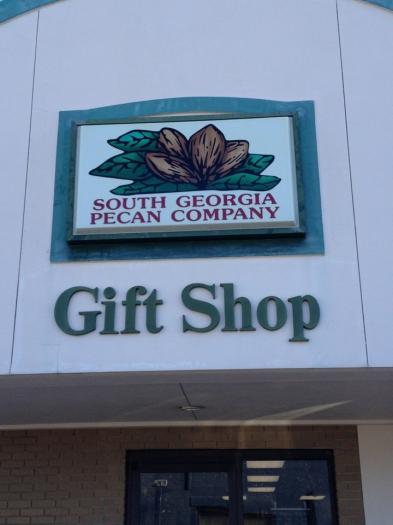 SOUTH GEORGIA
PECAN COMPANY
Gift Shop